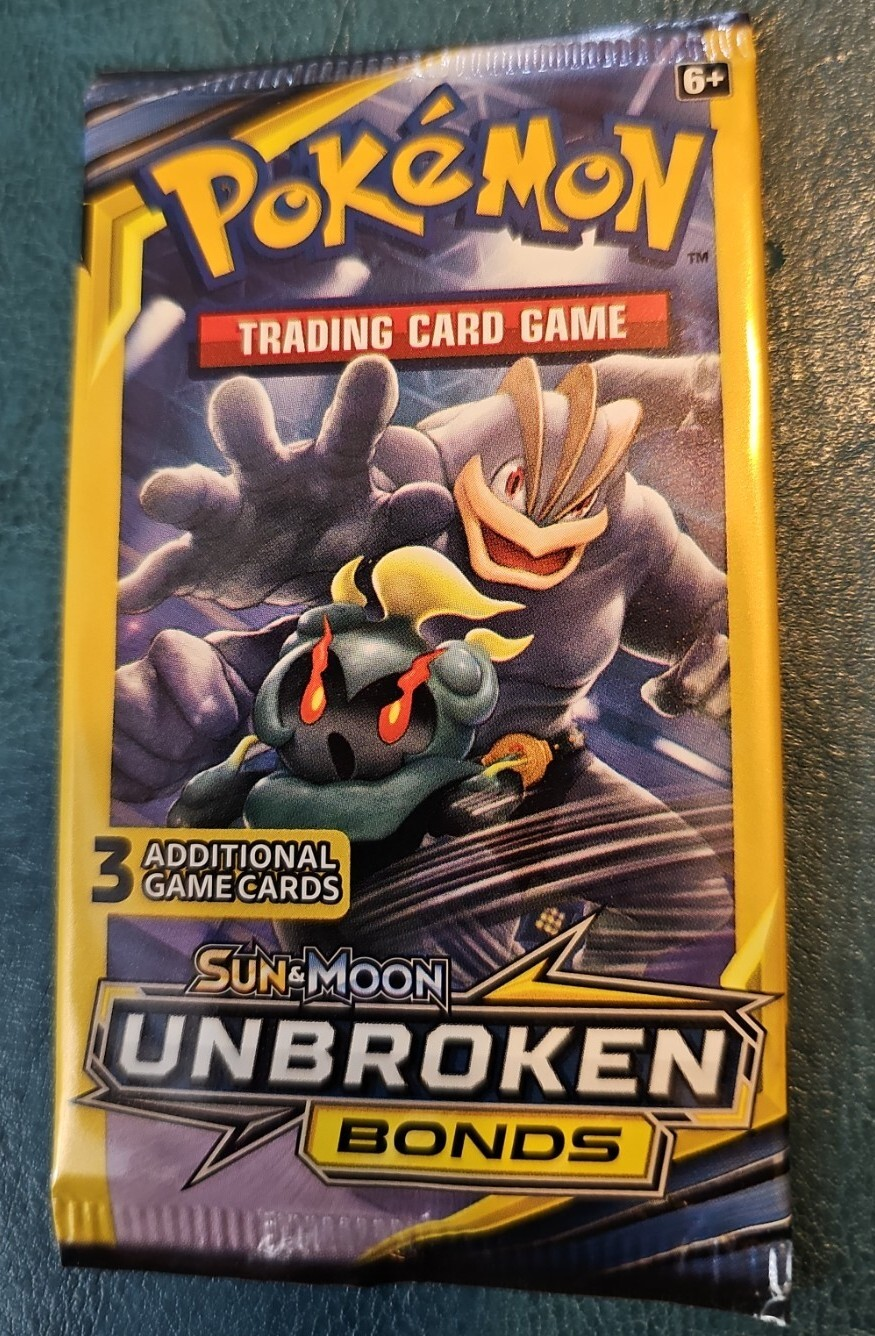 6+
POKéMON
TM
TRADING CARD GAME
3 ADDITIONAL
GAME CARDS
SUN & MOON
UNBROKEN
BONDS